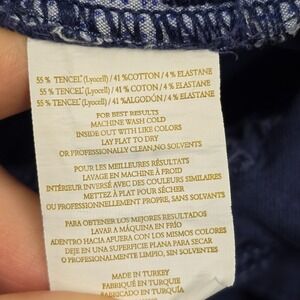 55 % TENCEL® (Lyocell) / 41 % COTTON / 4 % ELASTANE
55 % TENCEL® (Lyocell) / 41 % COTON / 4 % ELASTANE
55 % TENCEL® (Lyocell) / 41 % ALGODÓN / 4 % ELASTANE
FOR BEST RESULTS
MACHINE WASH COLD
INSIDE OUT WITH LIKE COLORS
LAY FLAT TO DRY
OR PROFESSIONALLY CLEAN, NO SOLVENTS
POUR LES MEILLEURES RÉSULTATS
LAVAGE EN MACHINE À FROID
INTÉRIEUR INVERSÉ AVEC DES COULEURS SIMILAIRES
METTEZ À PLAT POUR SÉCHER
OU PROFESSIONNELLEMENT PROPRE, SANS SOLVANTS
PARA OBTENER LOS MEJORES RESULTADOS
LAVAR A MÁQUINA EN FRÍO
ADENTRO HACIA AFUERA CON LOS MISMOS COLORES
DEJE EN UNA SUPERFICIE PLANA PARA SECAR
O PROFESIONALMENTE LIMPIO, SIN SOLVENTES
MADE IN TURKEY
FABRIQUÉ EN TURQUIE
FABRICADO EN TURQUÍA